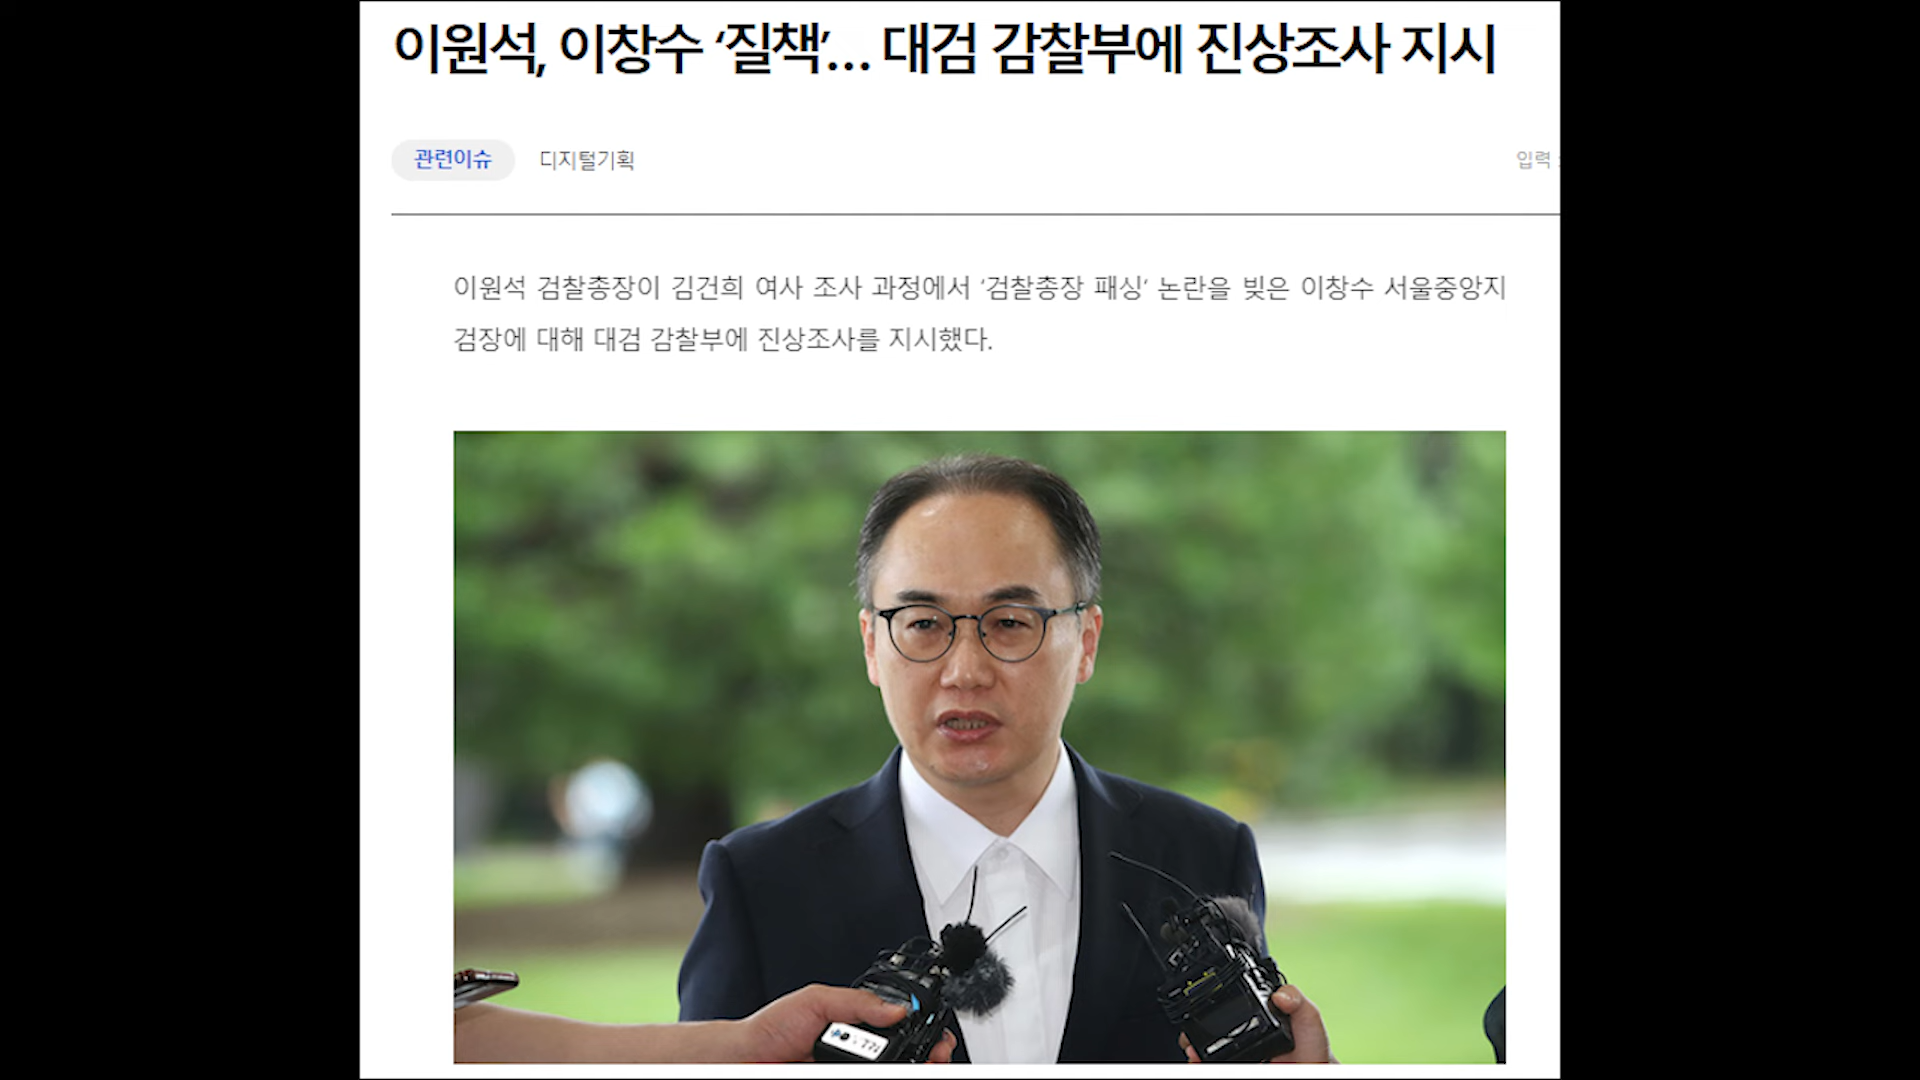 이원석, 이창수 ‘질책’… 대검 감찰부에 진상조사 지시
관련이슈 디지털기획
입력
이원석 검찰총장이 김건희 여사 조사 과정에서 ‘검찰총장 패싱’ 논란을 빚은 이창수 서울중앙지
검장에 대해 대검 감찰부에 진상조사를 지시했다.